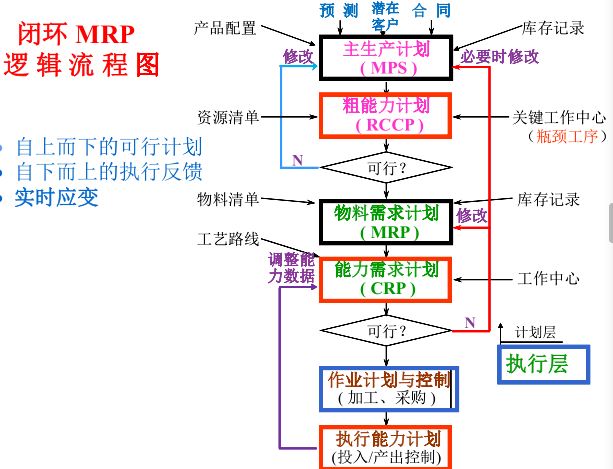 闭环 MRP
逻辑流程图
自上而下的可行计划
自下而上的执行反馈
实时应变
预测
潜在
客户
合同
产品配置
库存记录
修改
主生产计划
( MPS )
必要时修改
资源清单
粗能力计划
( RCCP )
关键工作中心
(瓶颈工序)
N
可行?
物料清单
物料需求计划
( MRP )
库存记录
修改
工艺路线
调整能
力数据
能力需求计划
( CRP )
工作中心
可行?
N
计划层
执行层
作业计划与控制
( 加工、采购 )
执行能力计划
(投入/产出控制)